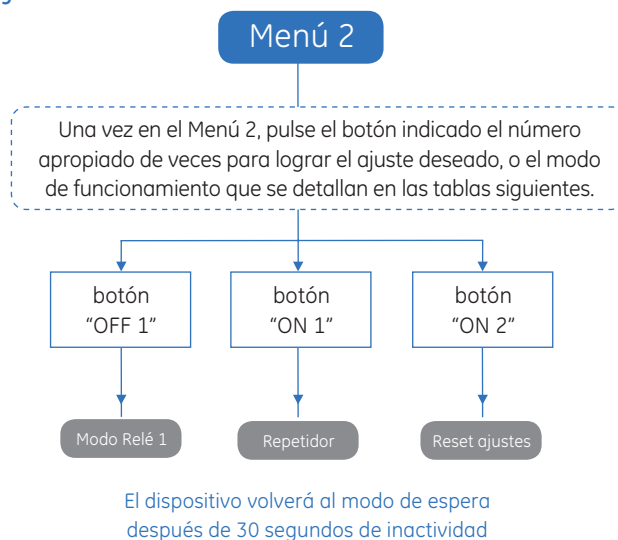 Menú 2
Una vez en el Menú 2, pulse el botón indicado el número
apropiado de veces para lograr el ajuste deseado, o el modo
de funcionamiento que se detallan en las tablas siguientes.
botón
“OFF 1”
botón
“ON 1”
botón
“ON 2”
Modo Relé 1
Repetidor
Reset ajustes
El dispositivo volverá al modo de espera
después de 30 segundos de inactividad